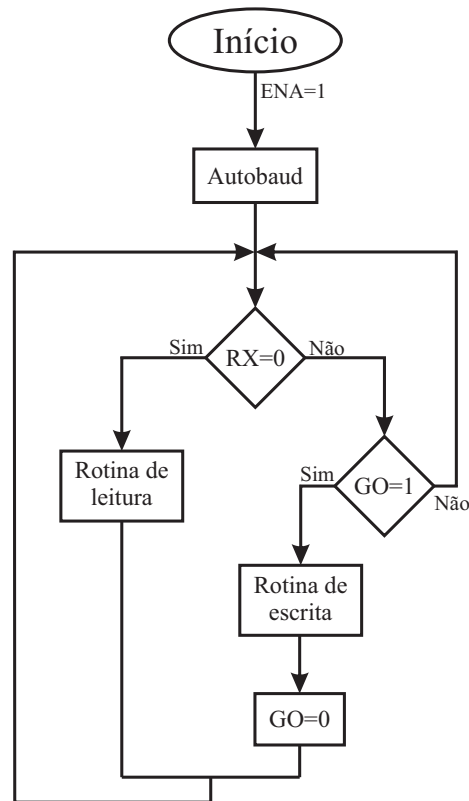 Início
ENA=1
Autobaud
Sim
RX=0
Não
Rotina de
leitura
Sim
GO=1
Não
Rotina de
escrita
GO=0